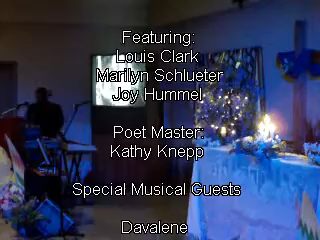 Featuring:
Louis Clark
Marilyn Schlueter
Joy Hummel
Poet Master:
Kathy Knepp
Special Musical Guests
Davalene